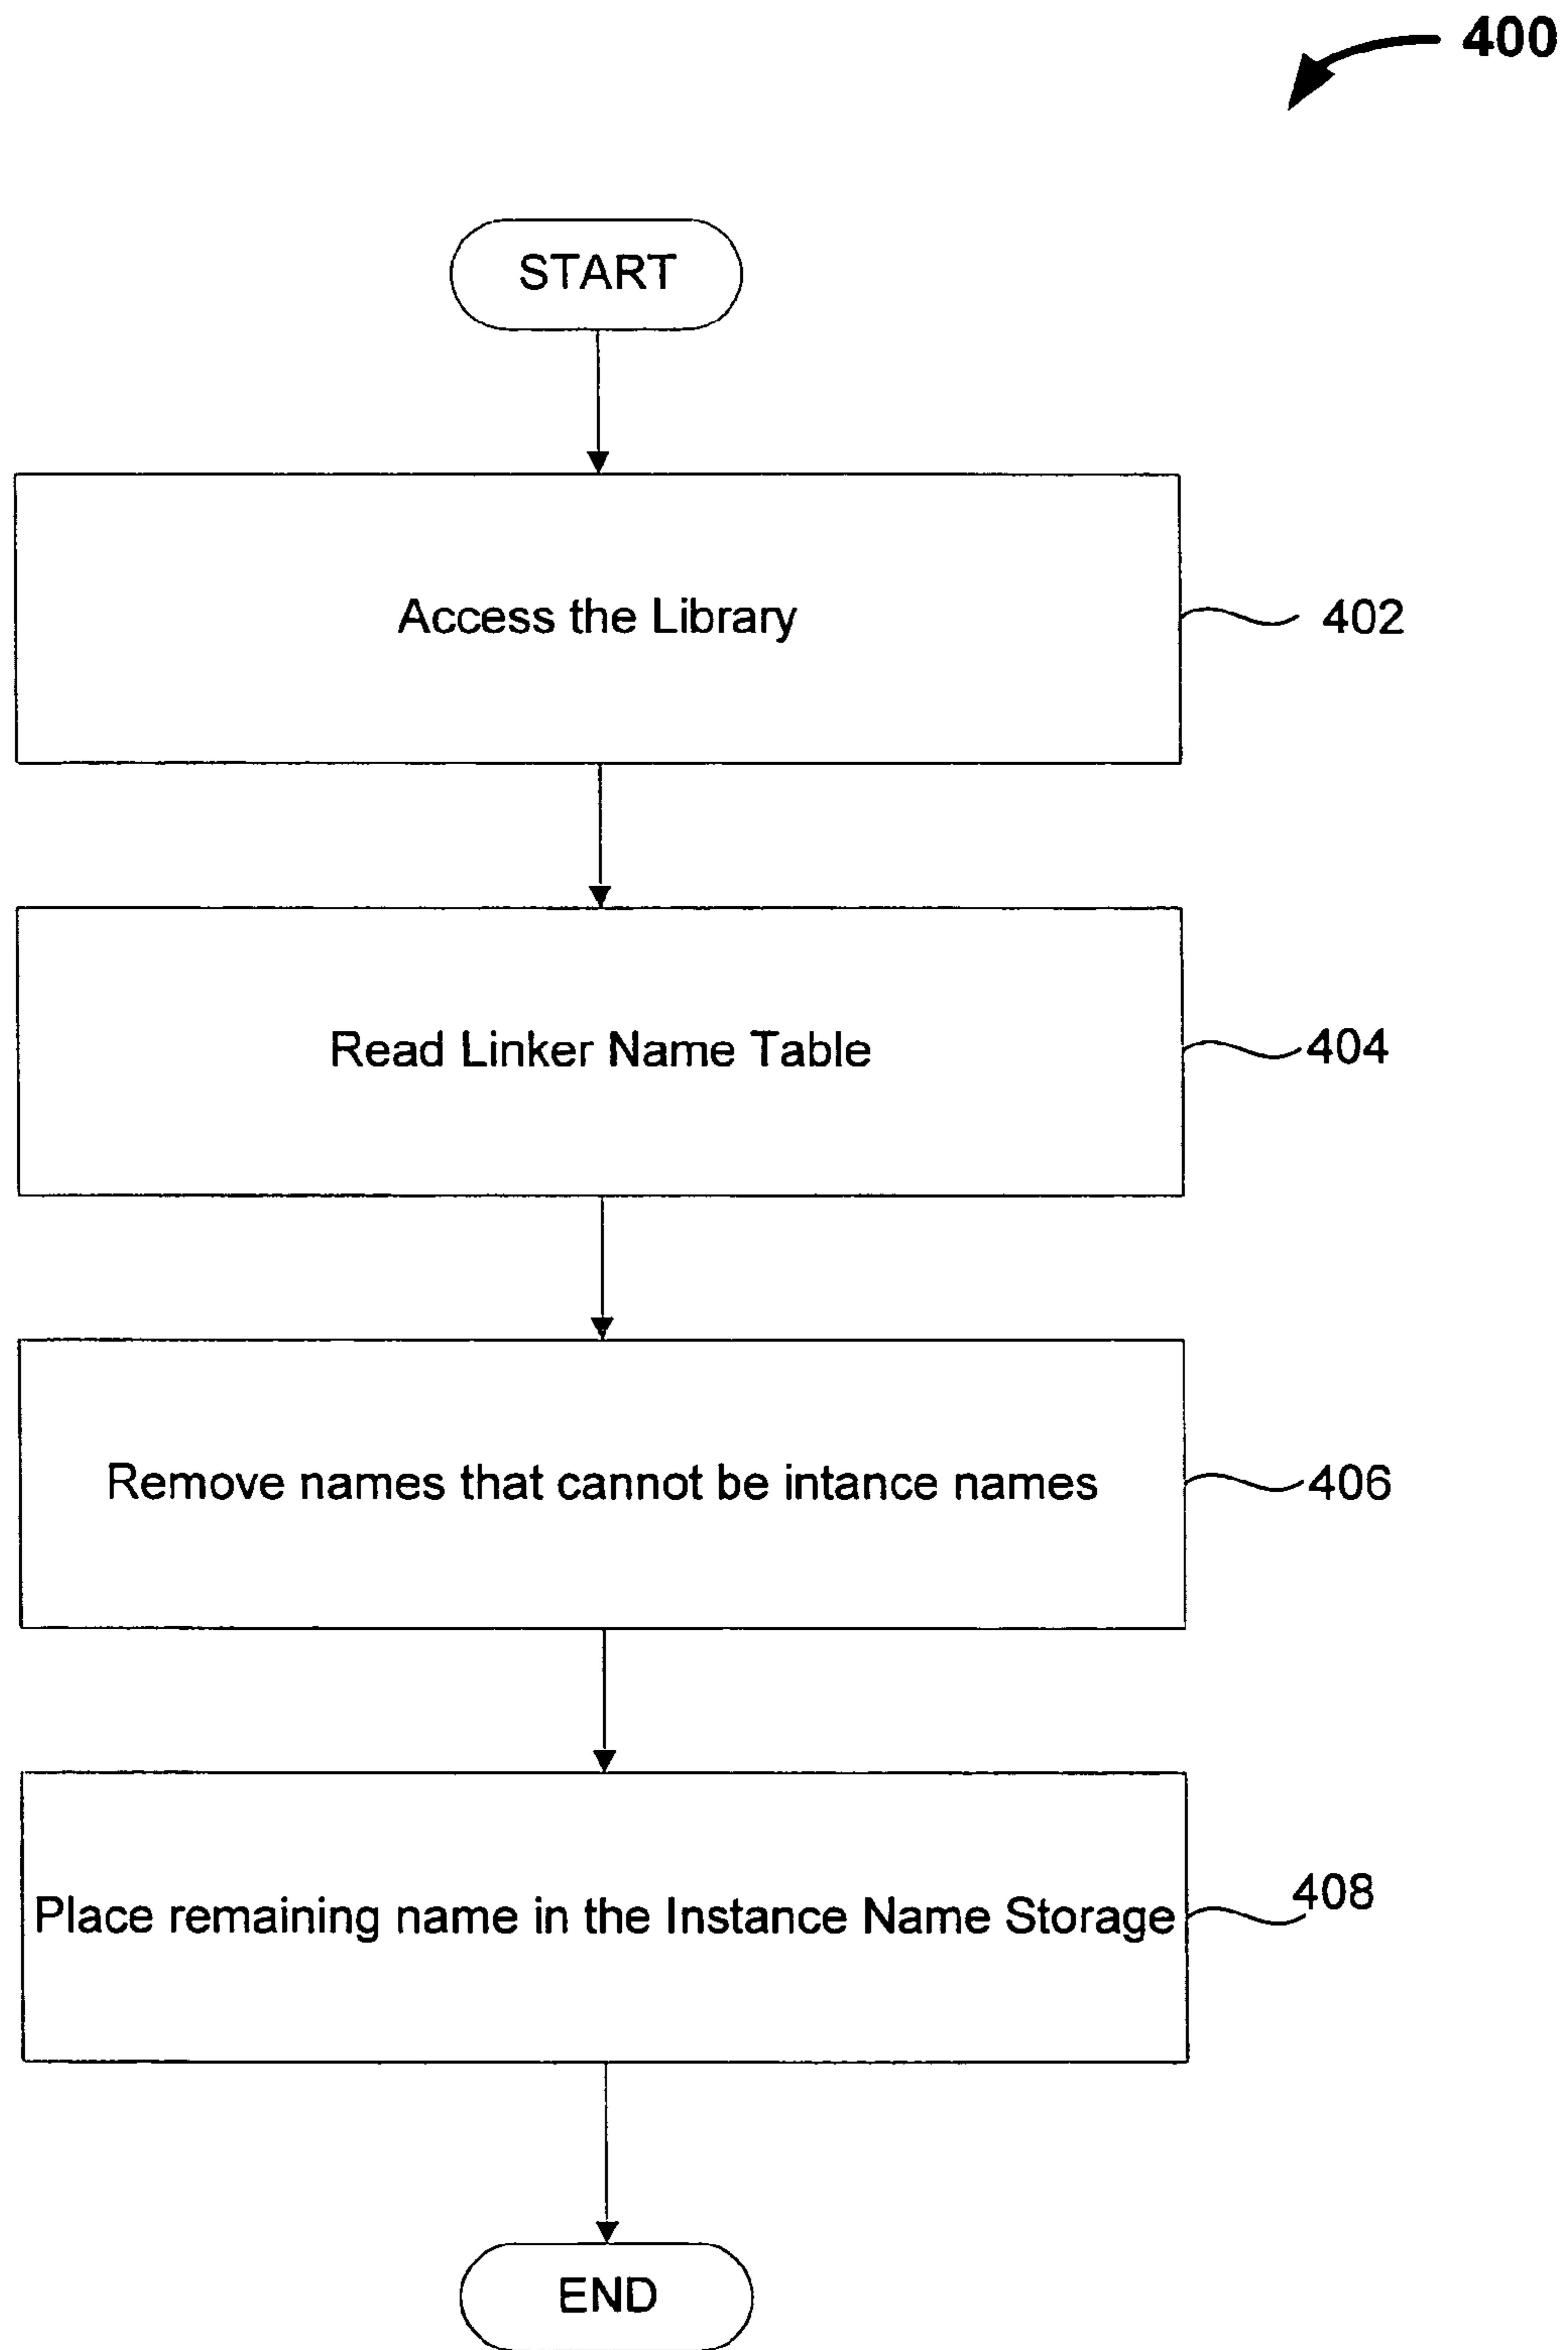 400
START
Access the Library
402
Read Linker Name Table
404
Remove names that cannot be intance names
406
Place remaining name in the Instance Name Storage
408
END